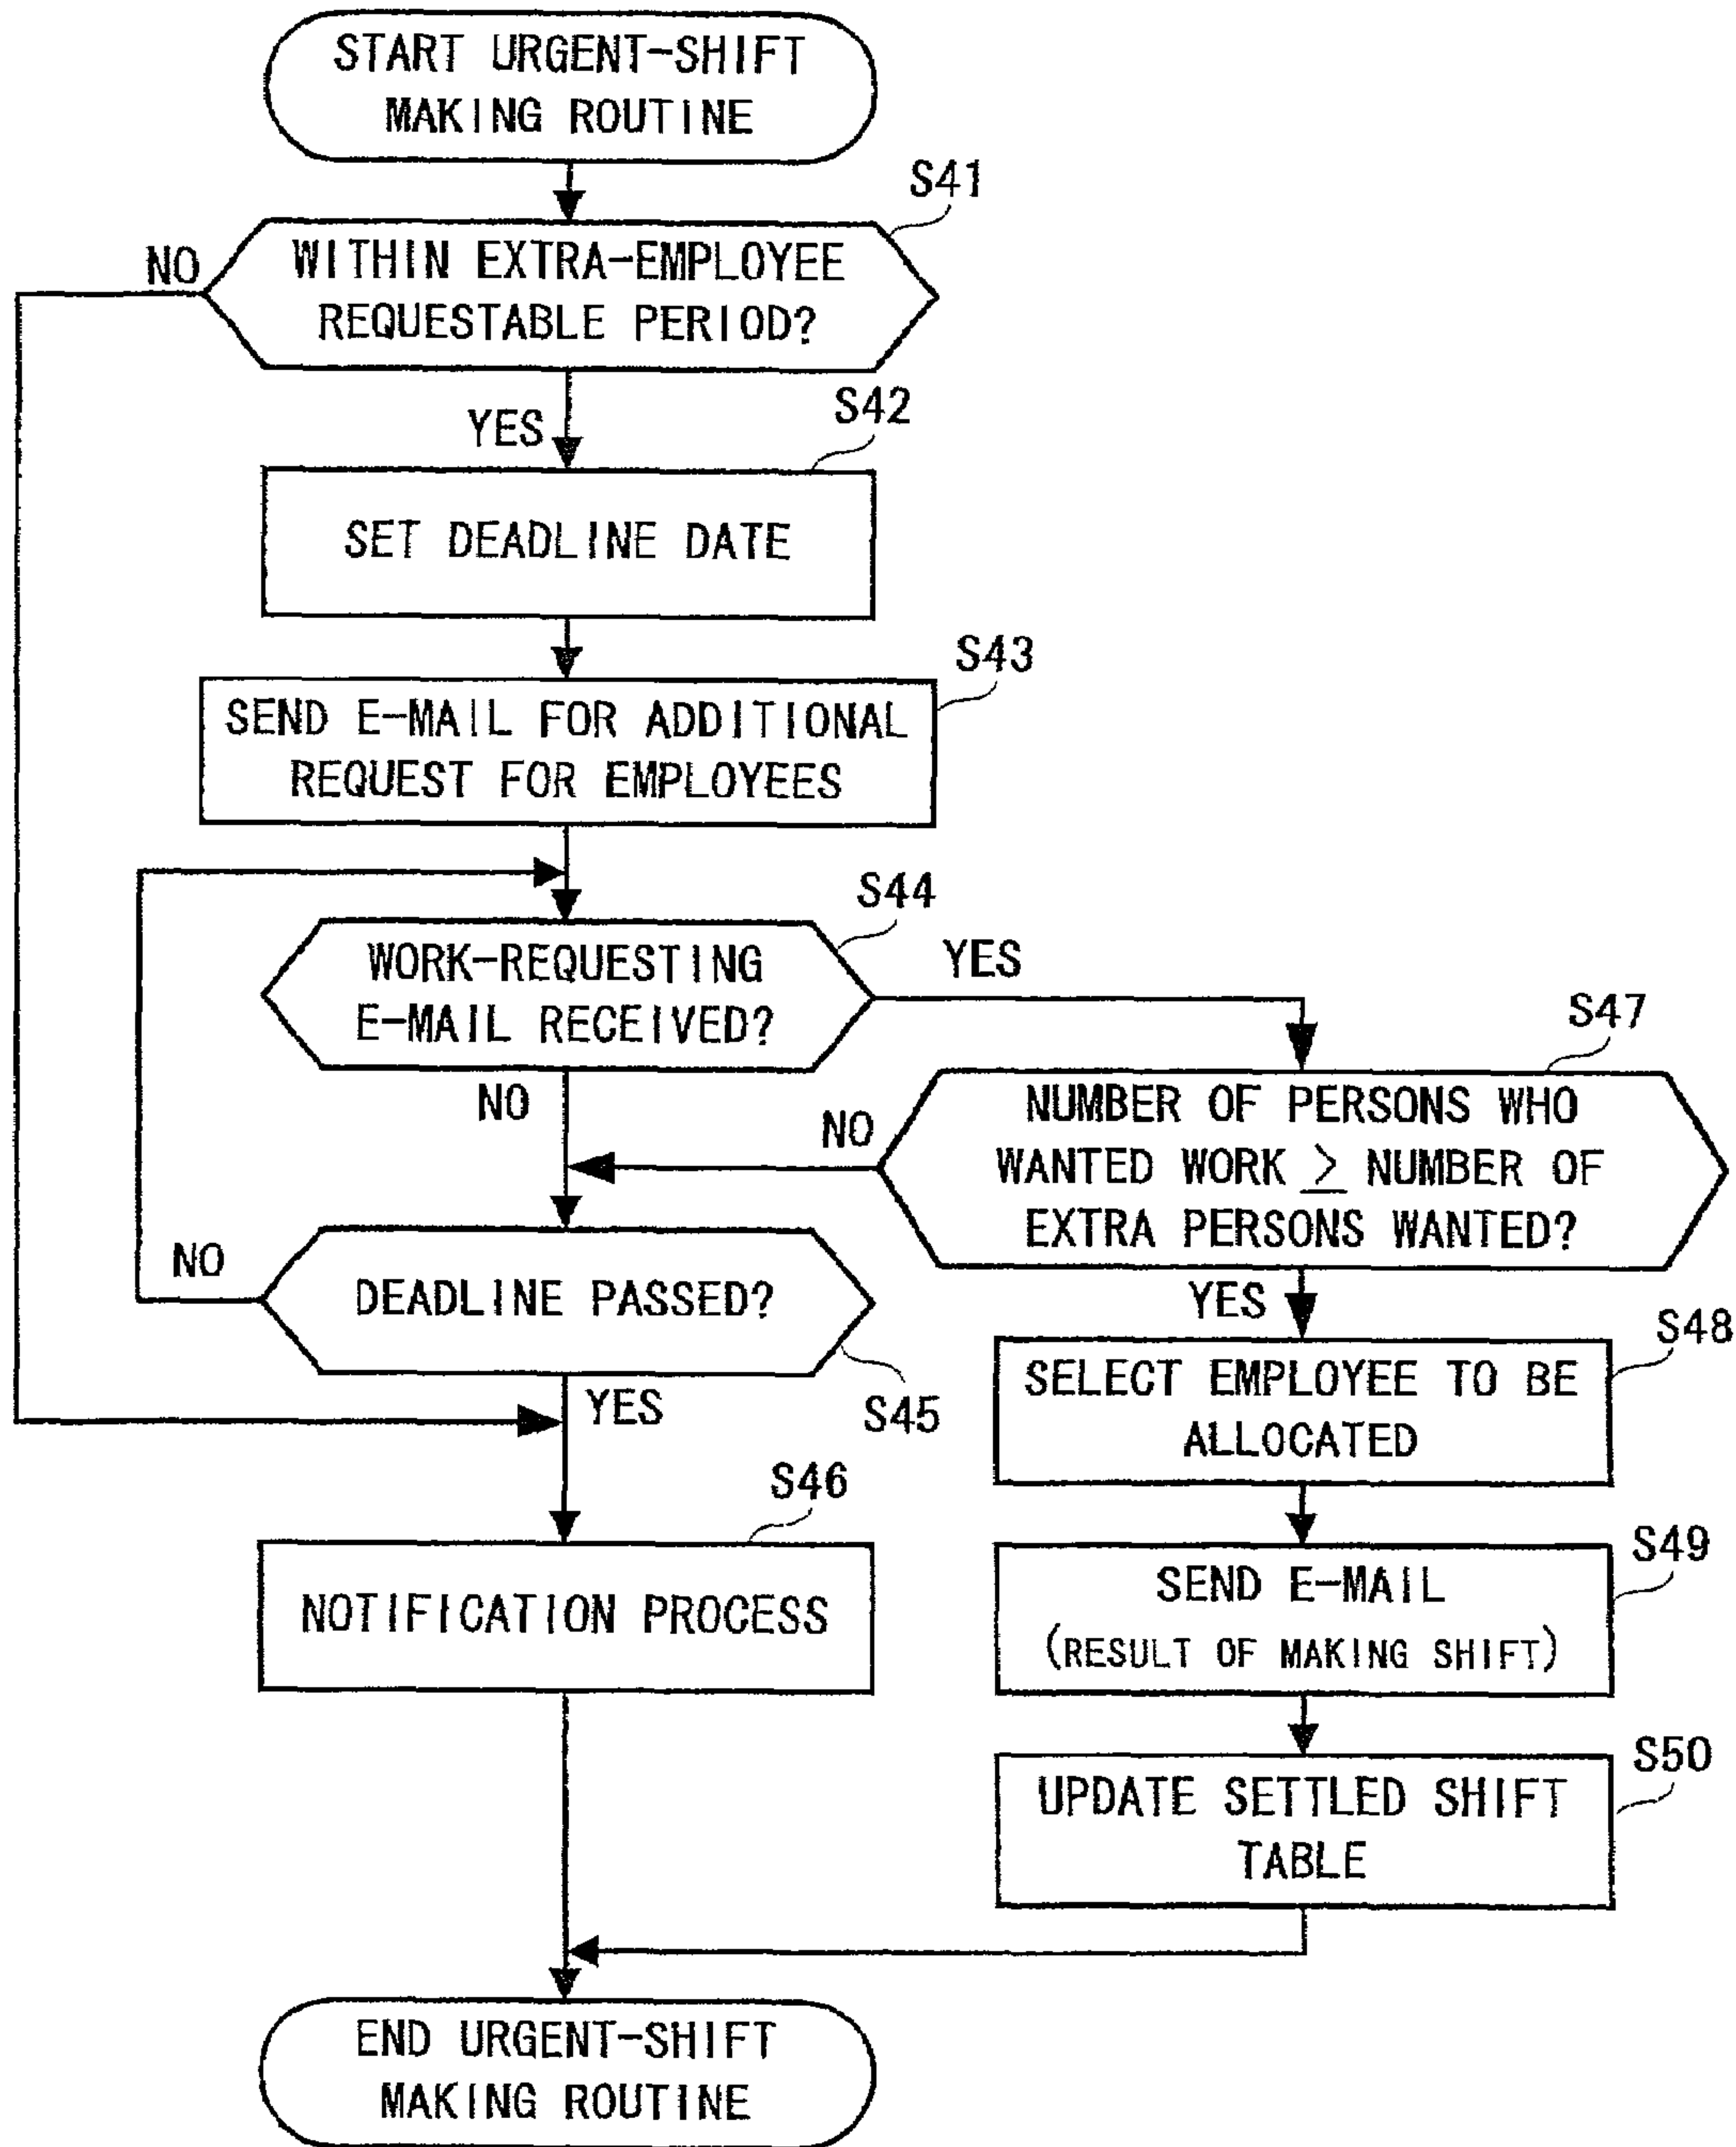 START URGENT-SHIFT
MAKING ROUTINE
S41
NO
WITHIN EXTRA-EMPLOYEE
REQUESTABLE PERIOD?
YES
S42
SET DEADLINE DATE
S43
SEND E-MAIL FOR ADDITIONAL
REQUEST FOR EMPLOYEES
S44
WORK-REQUESTING
E-MAIL RECEIVED?
YES
NO
S47
NUMBER OF PERSONS WHO
WANTED WORK ≥ NUMBER OF
EXTRA PERSONS WANTED?
NO
YES
NO
DEADLINE PASSED?
S45
YES
S48
SELECT EMPLOYEE TO BE
ALLOCATED
S46
NOTIFICATION PROCESS
S49
SEND E-MAIL
(RESULT OF MAKING SHIFT)
S50
UPDATE SETTLED SHIFT
TABLE
END URGENT-SHIFT
MAKING ROUTINE